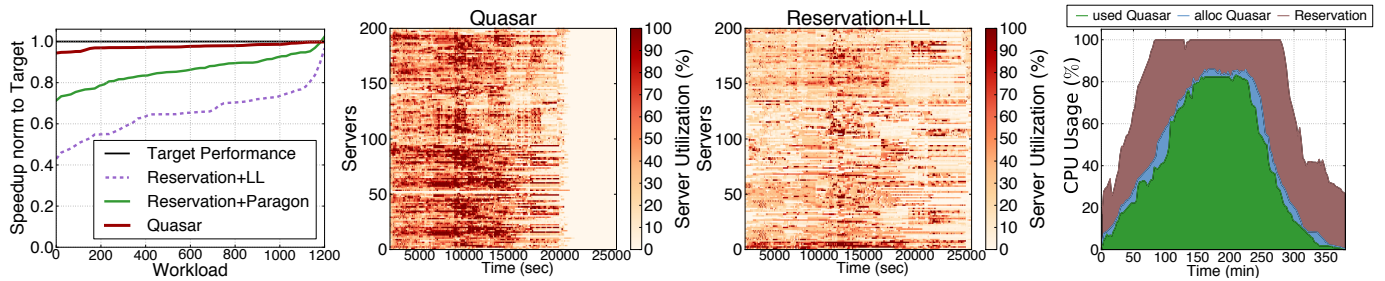 Speedup norm to Target
1.0
0.8
0.6
0.4
0.2
0.0
0 200 400 600 800 1000 1200
Workload
Target Performance
Reservation+LL
Reservation+Paragon
Quasar
Quasar
Servers
200
150
100
50
0
5000 10000 15000 20000 25000
Time (sec)
100
90
80
70
60
50
40
30
20
10
0
Server Utilization (%)
Reservation+LL
Servers
200
150
100
50
0
5000 10000 15000 20000 25000
Time (sec)
100
90
80
70
60
50
40
30
20
10
0
Server Utilization (%)
used Quasar alloc Quasar Reservation
CPU Usage (%)
100
80
60
40
20
0
0 50 100 150 200 250 300 350
Time (min)